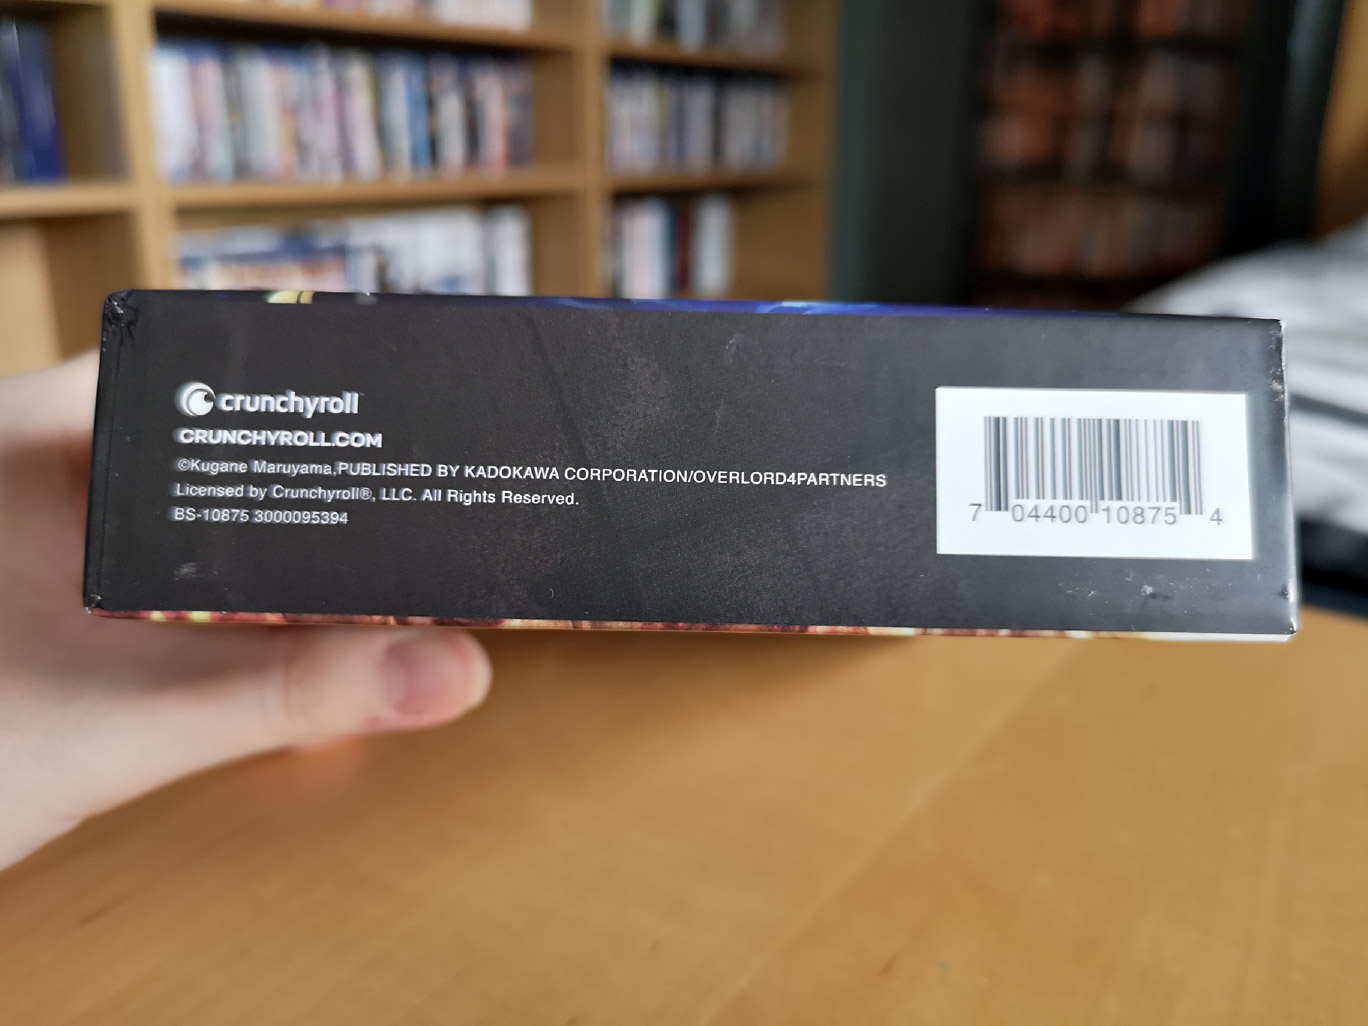 crunchyroll
CRUNCHYROLL.COM
©Kugane Maruyama,PUBLISHED BY KADOKAWA CORPORATION/OVERLORD4PARTNERS
Licensed by Crunchyroll®, LLC. All Rights Reserved.
BS-10875 3000095394
7 04400 10875 4